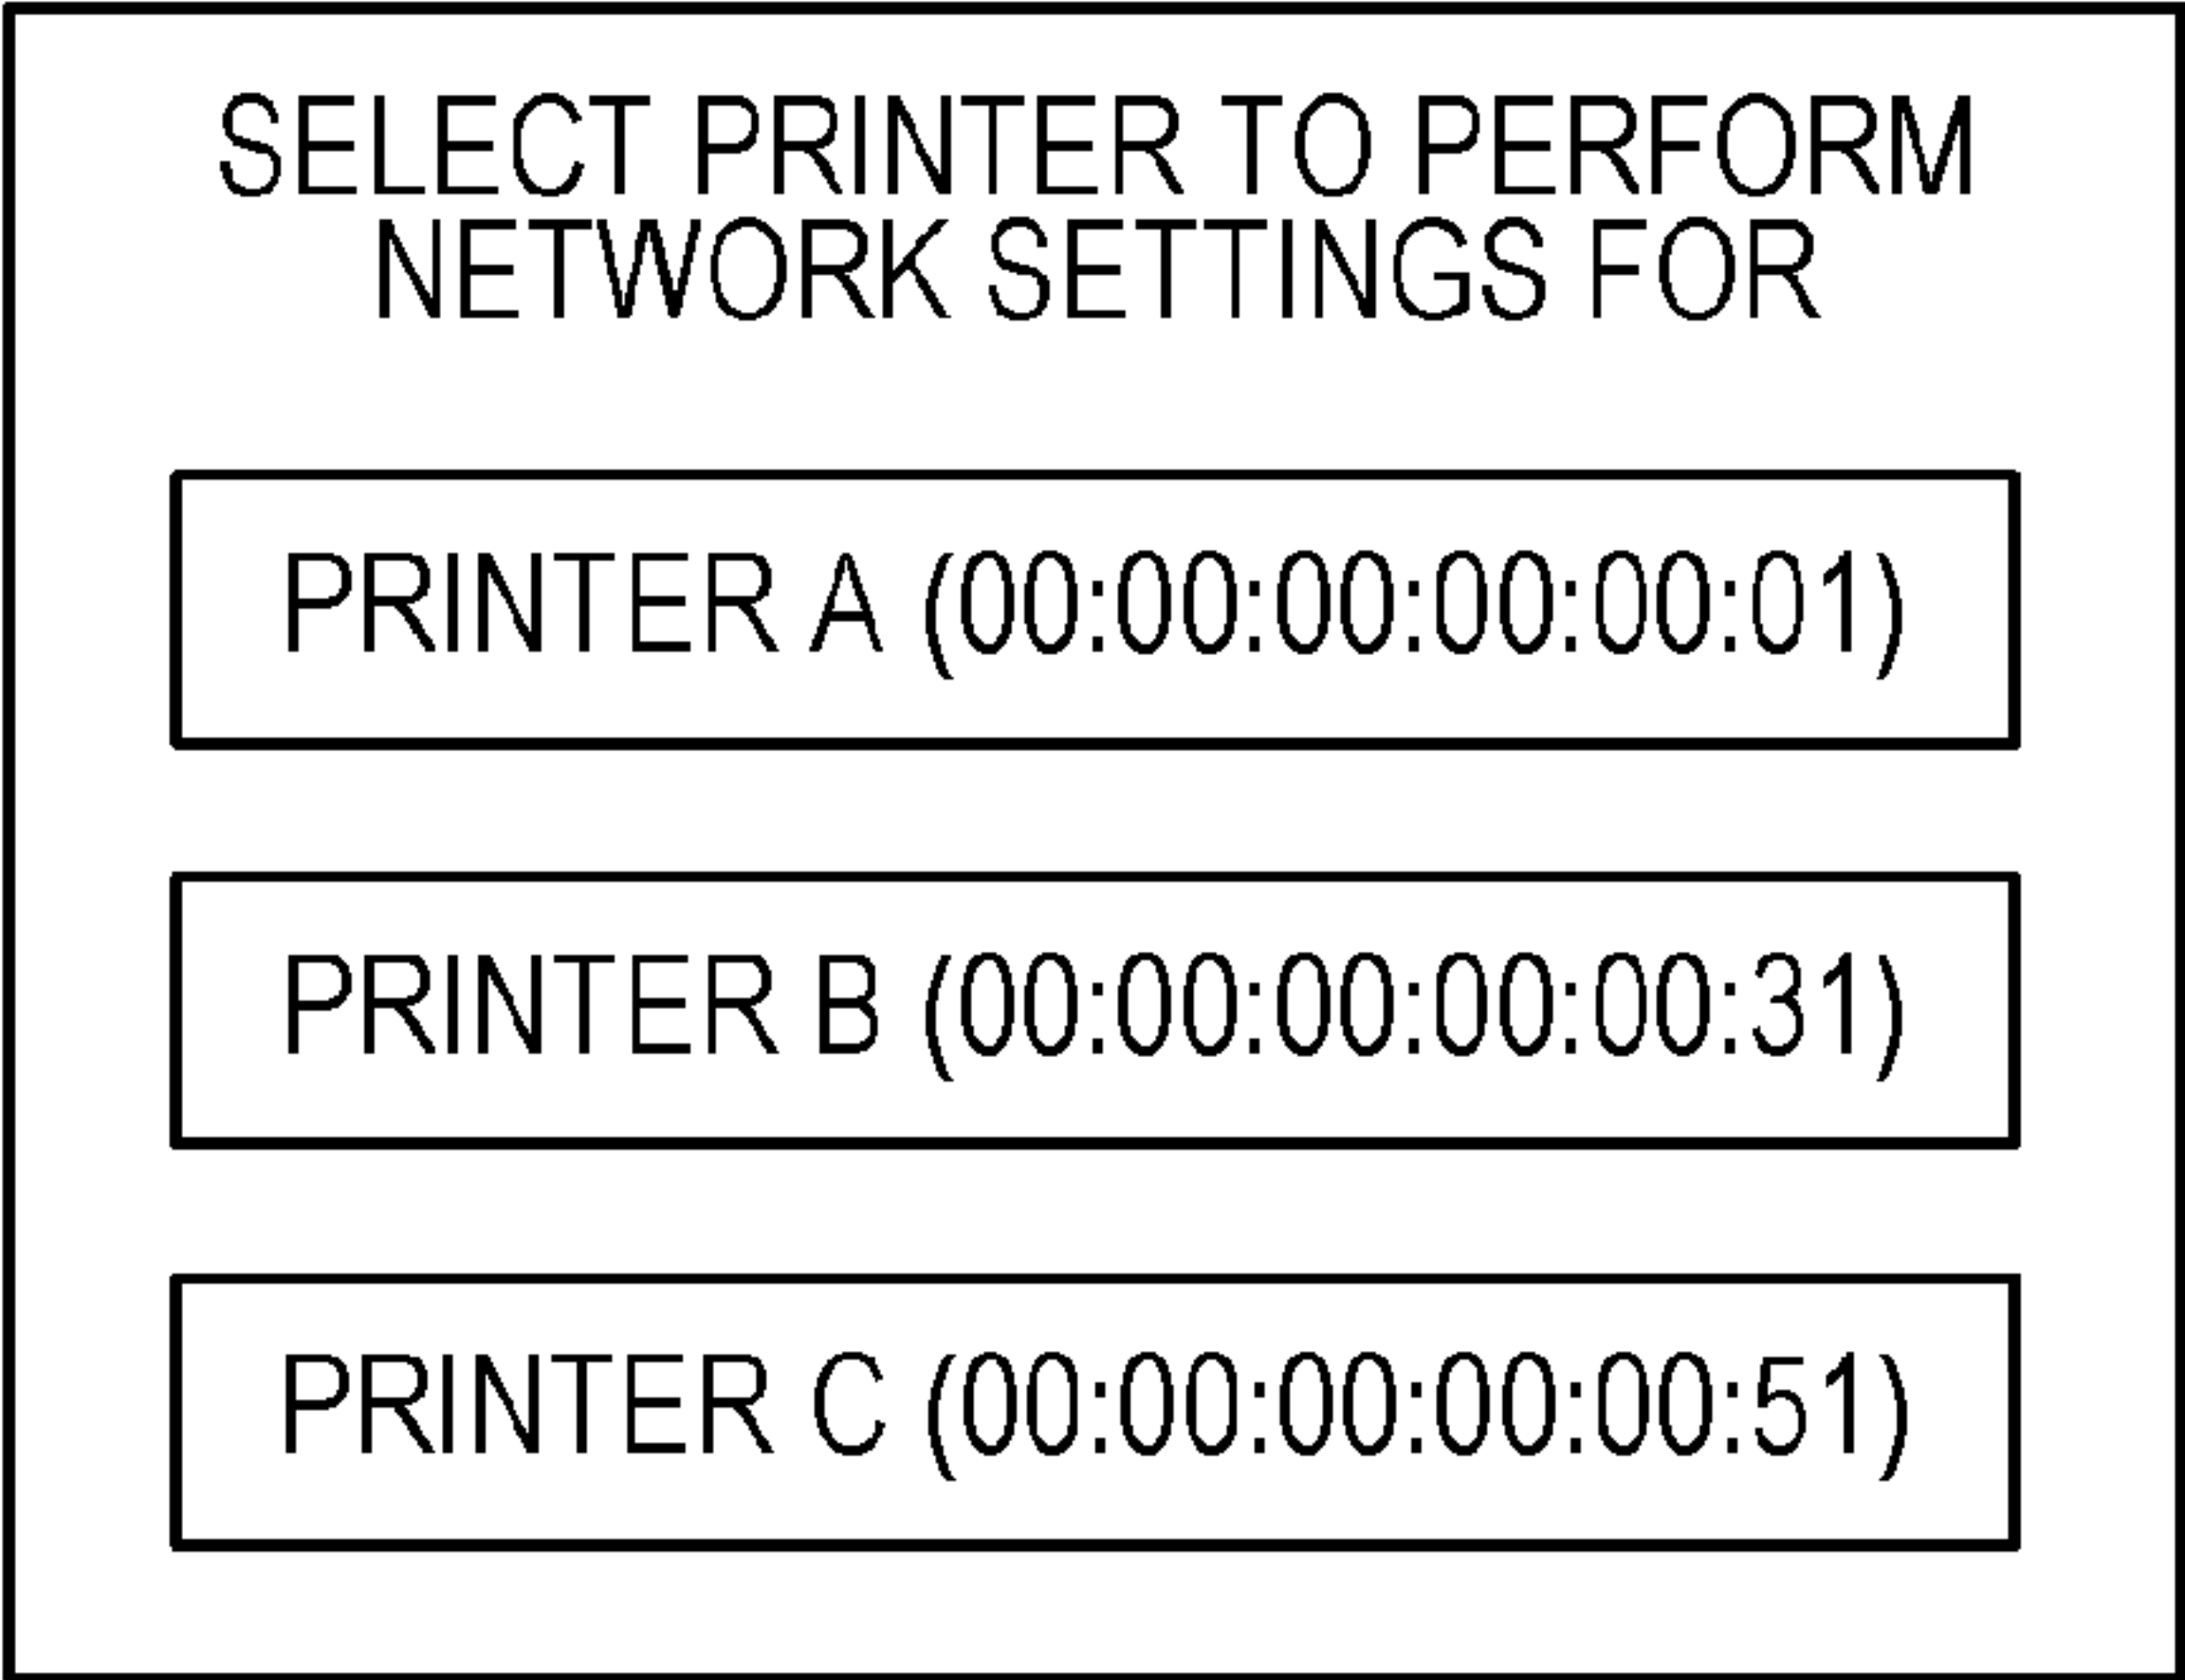 SELECT PRINTER TO PERFORM
NETWORK SETTINGS FOR
PRINTER A (00:00:00:00:00:01)
PRINTER B (00:00:00:00:00:31)
PRINTER C (00:00:00:00:00:51)